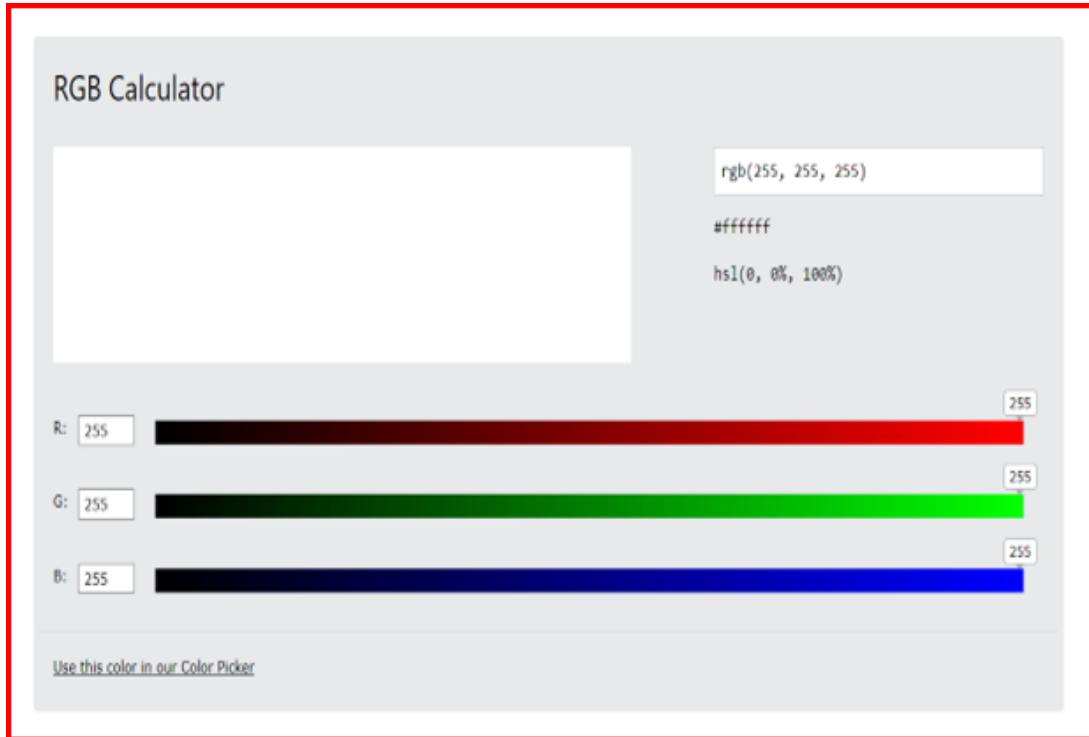 RGB Calculator
rgb(255, 255, 255)
#ffffff
hsl(0, 0%, 100%)
255
R: 255
255
G: 255
255
B: 255
Use this color in our Color Picker